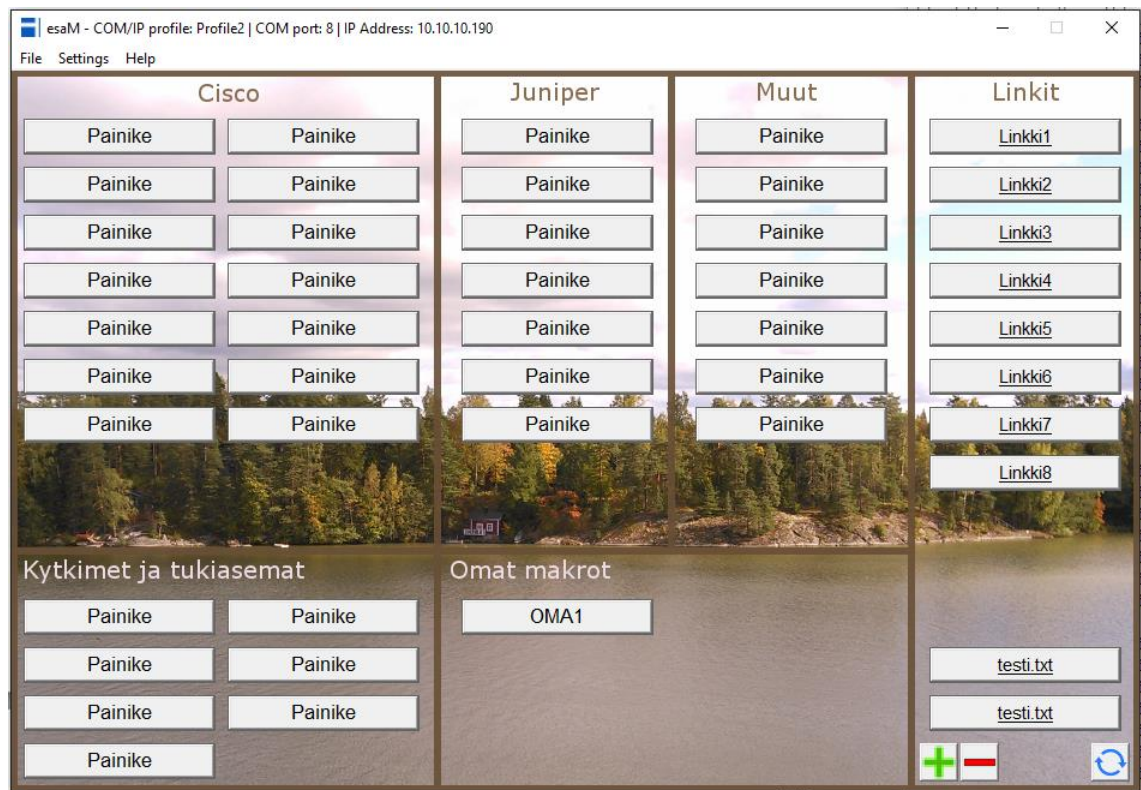 esaM - COM/IP profile: Profile2 | COM port: 8 | IP Address: 10.10.10.190
File Settings Help
Cisco Juniper Muut Linkit
Painike Painike Painike Painike Linkki1
Painike Painike Painike Painike Linkki2
Painike Painike Painike Painike Linkki3
Painike Painike Painike Painike Linkki4
Painike Painike Painike Painike Linkki5
Painike Painike Painike Painike Linkki6
Painike Painike Painike Painike Linkki7
Linkki8
Kytkimet ja tukiasemat Omat makrot
Painike Painike OMA1
Painike Painike testi.txt
Painike Painike testi.txt
Painike